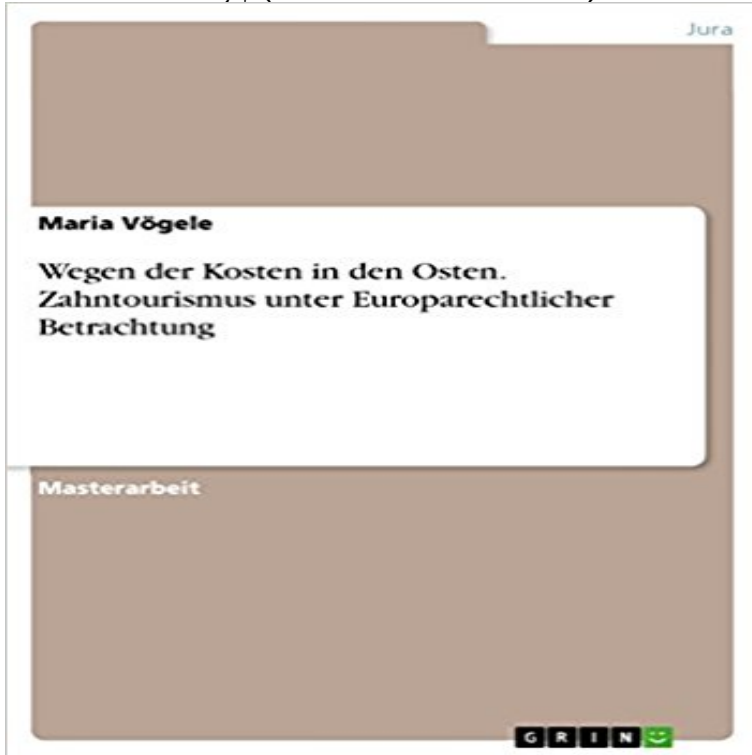 Jura
Maria Vögele
Wegen der Kosten in den Osten.
Zahntourismus unter Europarechtlicher
Betrachtung
Masterarbeit
GRIN